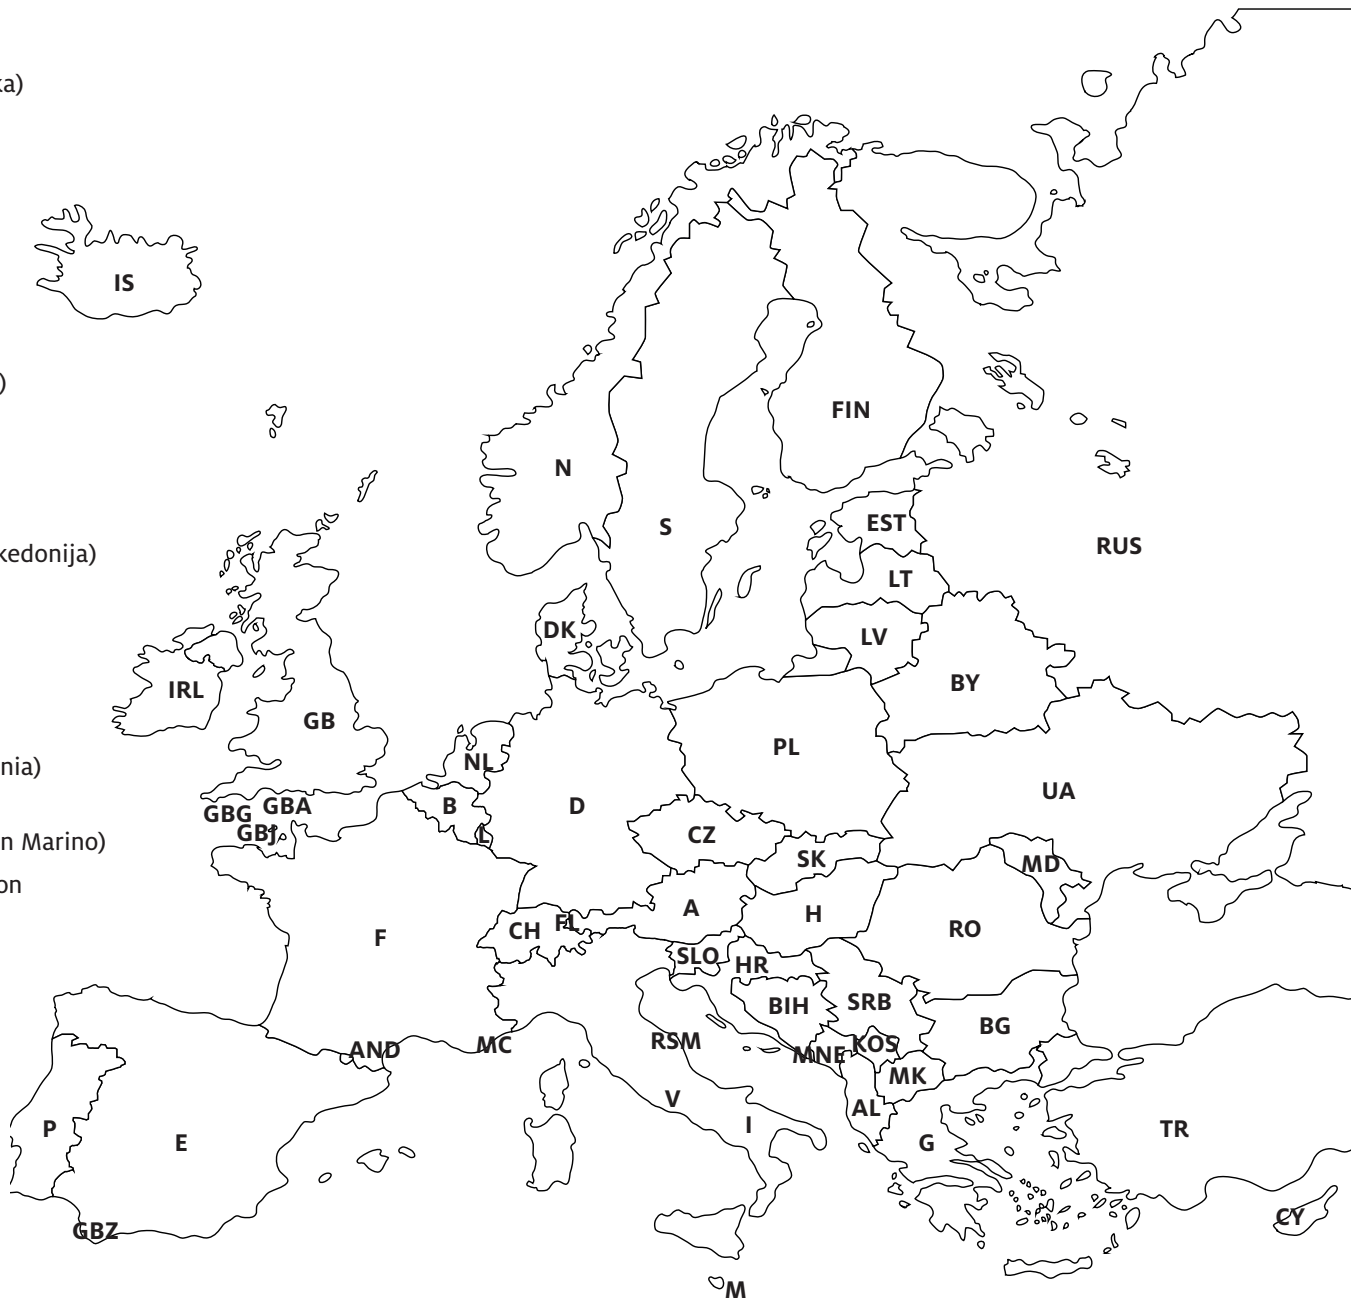 ka)
IS
)
FIN
N
EST
S
RUS
kedonija)
LT
DK
LV
IRL
BY
GB
PL
NL
nia)
UA
GBA
B
D
GBG
GBJ
L
CZ
n Marino)
SK
MD
on
A
H
FL
CH
F
RO
SLO
HR
SRB
BIH
BG
RSM
KOS
MC
AND
MNE
MK
V
AL
I
P
TR
E
G
CY
GBZ
M